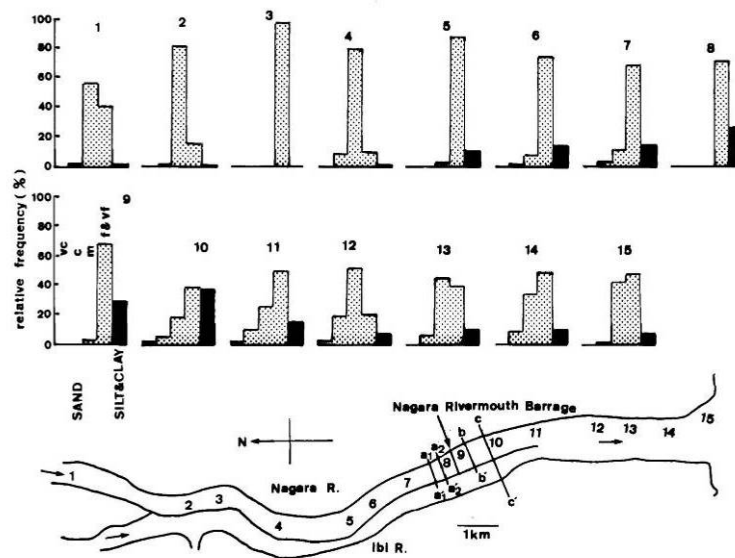 relative frequency (%)
100
80
60
40
20
0
1
2
3
4
5
6
7
8
100
80
60
40
20
0
vc
c
m
f & vf
9
10
11
12
13
14
15
SAND
SILT&CLAY
N
Nagara Rivermouth Barrage
Nagara R.
Ibi R.
1
2
3
4
5
6
7
8
9
10
11
12
13
14
15
a1
a2
b
c
a'1
a'2
b'
c'
1km